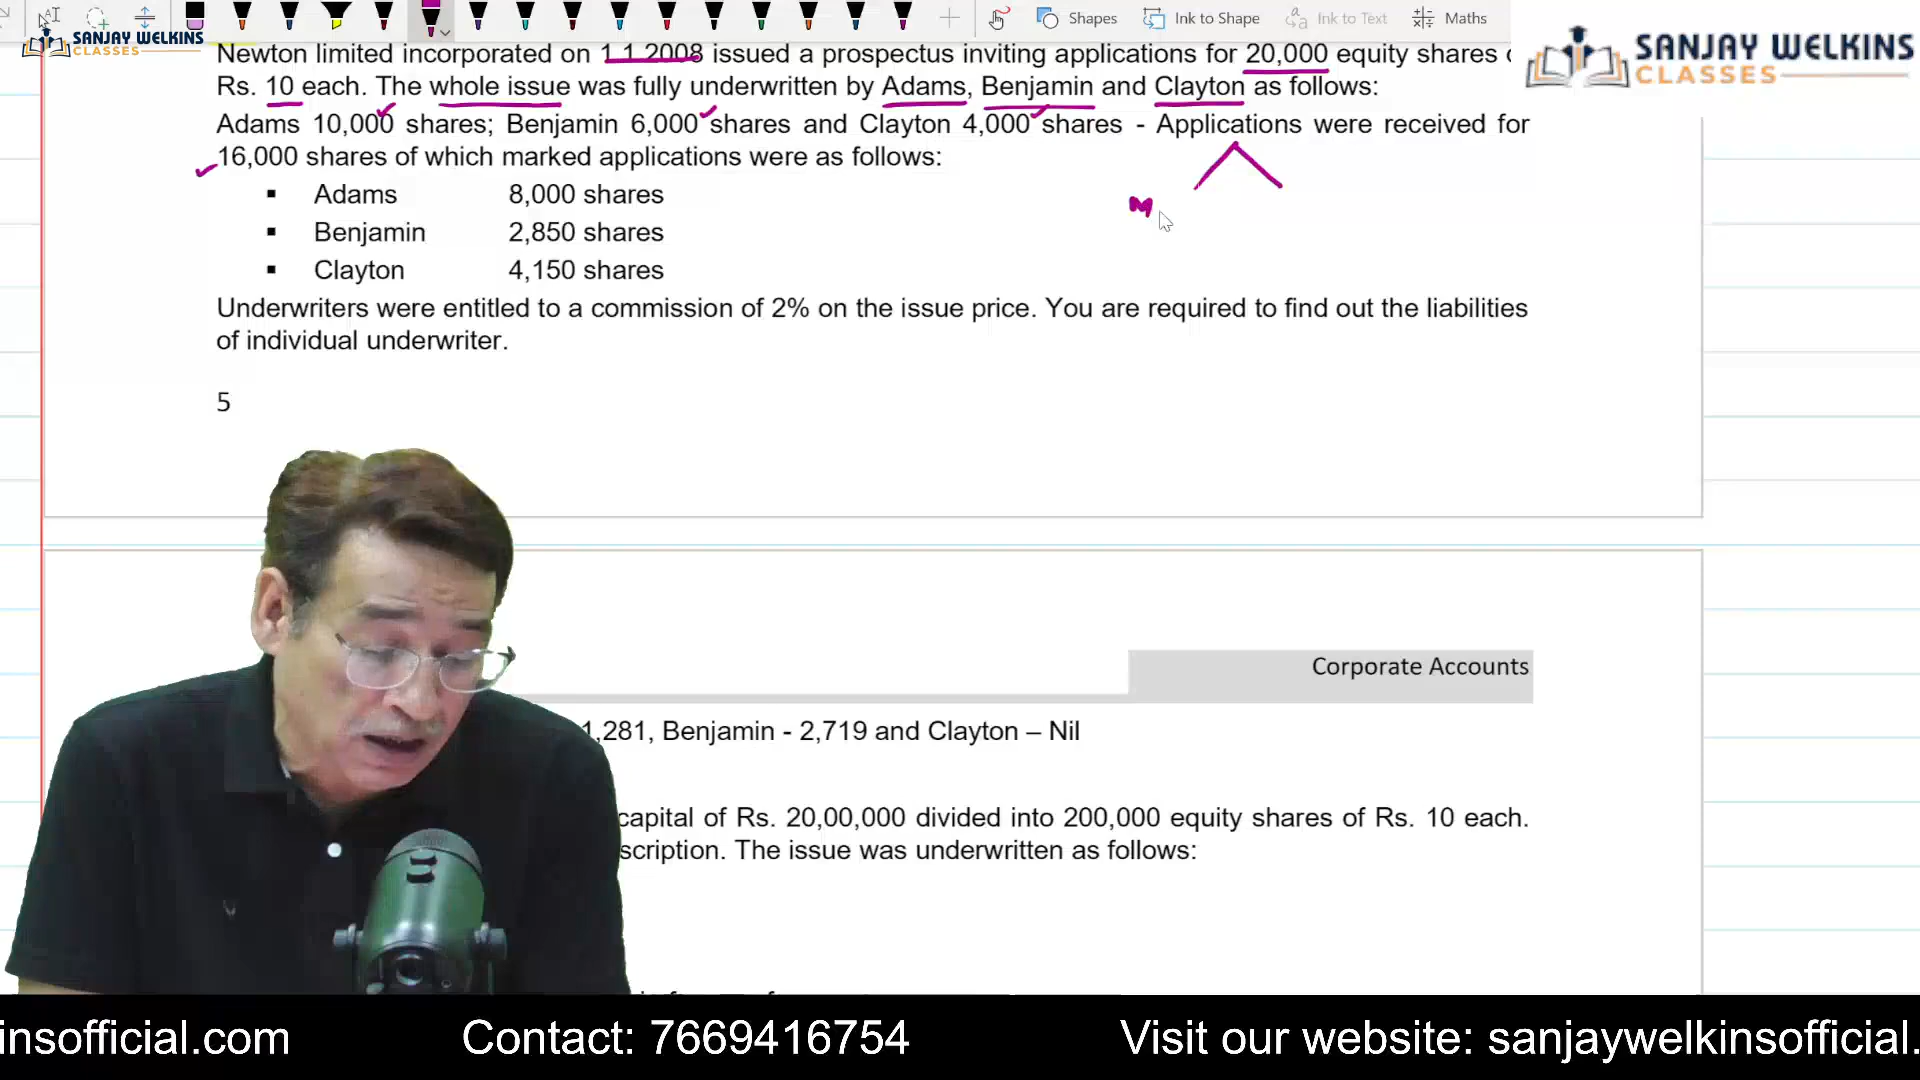 Shapes
Ink to Shape
Ink to Text
Maths
SANJAY WELKINS
CLASSES
SANJAY WELKINS
CLASSES
Newton limited incorporated on 1.1.2008 issued a prospectus inviting applications for 20,000 equity shares
Rs. 10 each. The whole issue was fully underwritten by Adams, Benjamin and Clayton as follows:
Adams 10,000 shares; Benjamin 6,000 shares and Clayton 4,000 shares - Applications were received for
16,000 shares of which marked applications were as follows:
▪ Adams 8,000 shares
M
▪ Benjamin 2,850 shares
▪ Clayton 4,150 shares
Underwriters were entitled to a commission of 2% on the issue price. You are required to find out the liabilities
of individual underwriter.
5
Corporate Accounts
1,281, Benjamin - 2,719 and Clayton – Nil
capital of Rs. 20,00,000 divided into 200,000 equity shares of Rs. 10 each.
scription. The issue was underwritten as follows:
insofficial.com Contact: 7669416754 Visit our website: sanjaywelkinsofficial.